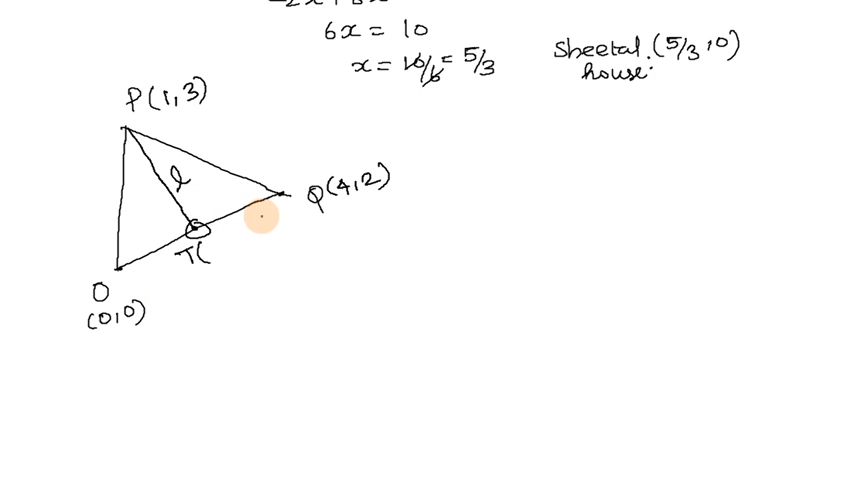 6x = 10
x = 10/6 = 5/3
Sheetal (5/3, 0)
house
P(1,3)
l
Q(4,2)
T(
O
(0,0)